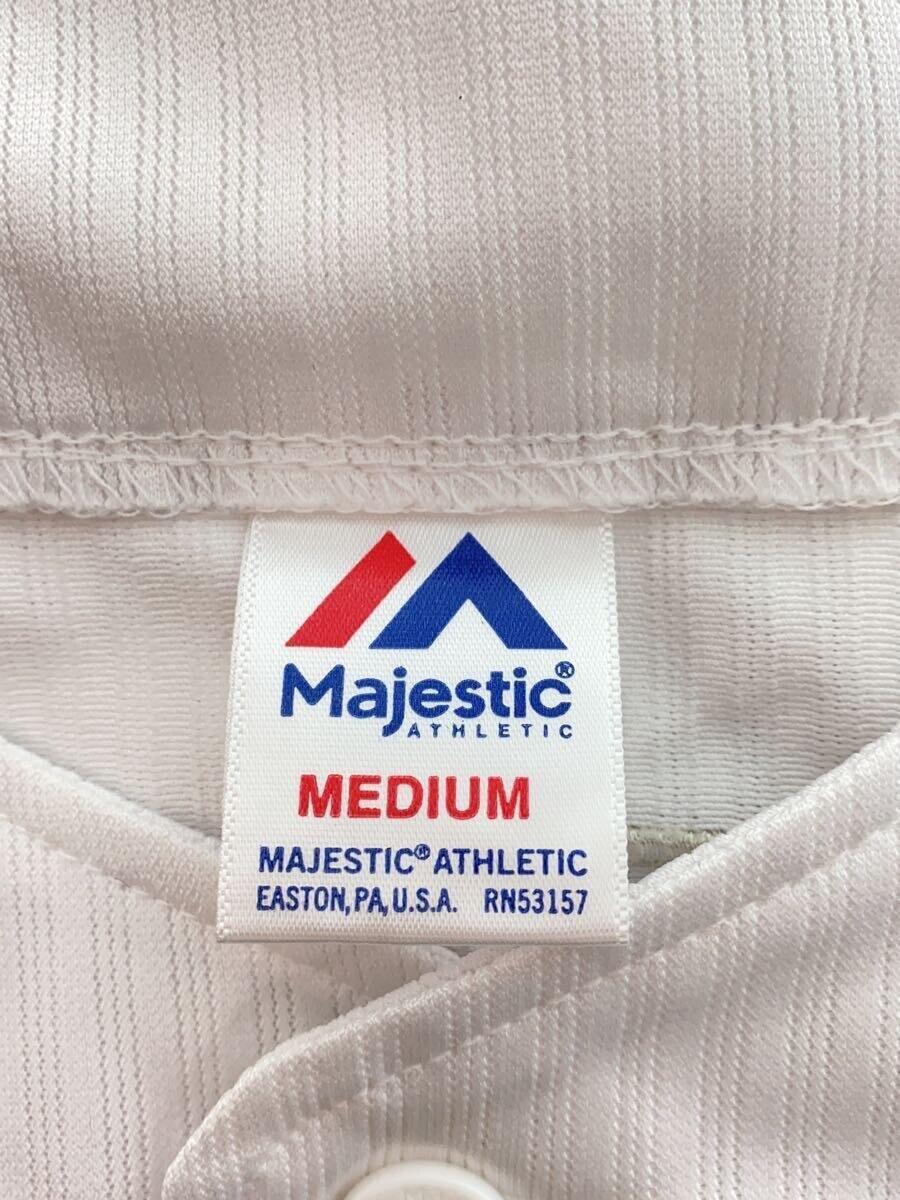 Majestic®
ATHLETIC
MEDIUM
MAJESTIC® ATHLETIC
EASTON, PA, U.S.A. RN53157